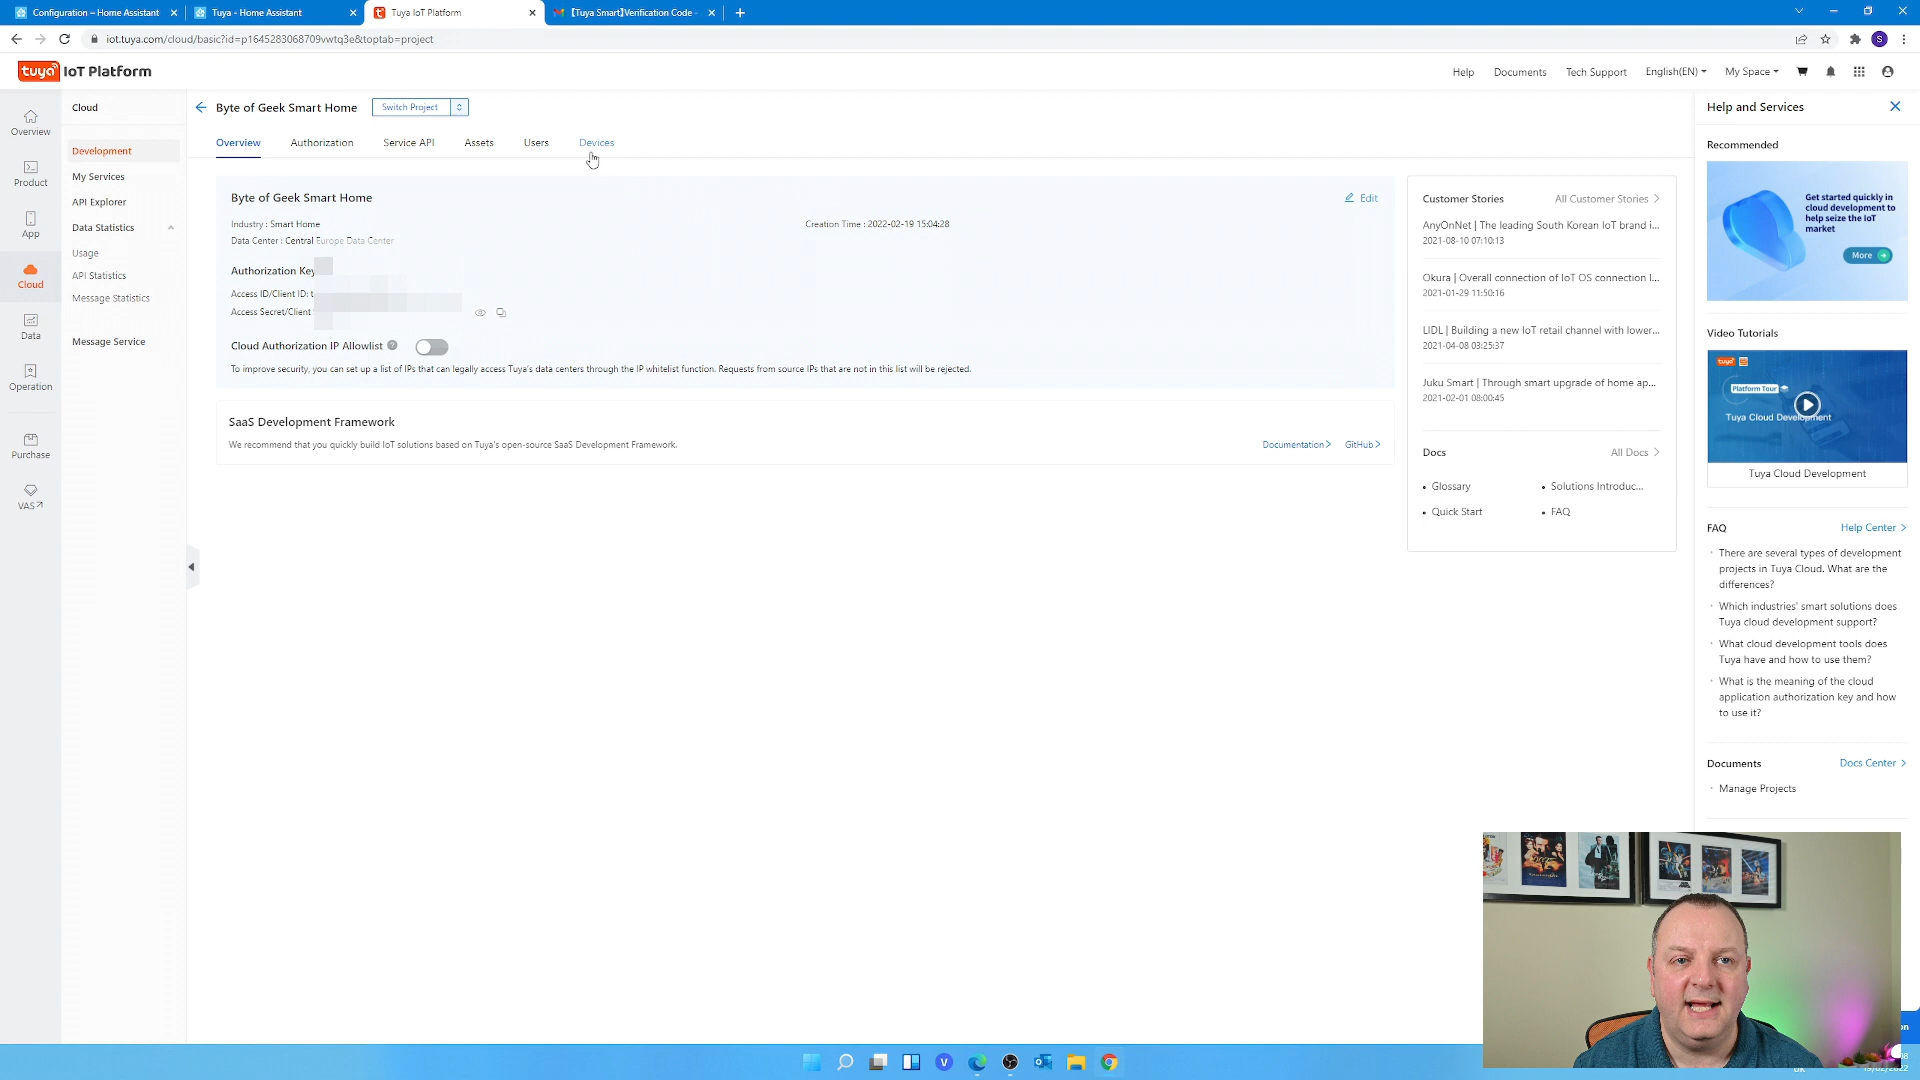 Configuration – Home Assistant
Tuya - Home Assistant
Tuya IoT Platform
【Tuya Smart】Verification Code -
iot.tuya.com/cloud/basic?id=p1645283068709vwtq3e&toptab=project
S
tuya IoT Platform
Help
Documents
Tech Support
English(EN)
My Space
Overview
Product
App
Cloud
Data
Operation
Purchase
VAS
Cloud
Development
My Services
API Explorer
Data Statistics
Usage
API Statistics
Message Statistics
Message Service
Byte of Geek Smart Home
Switch Project
Overview
Authorization
Service API
Assets
Users
Devices
Byte of Geek Smart Home
Edit
Industry : Smart Home
Creation Time : 2022-02-19 15:04:28
Data Center : Central Europe Data Center
Authorization Key
Access ID/Client ID: t
Access Secret/Client
Cloud Authorization IP Allowlist
To improve security, you can set up a list of IPs that can legally access Tuya's data centers through the IP whitelist function. Requests from source IPs that are not in this list will be rejected.
SaaS Development Framework
We recommend that you quickly build IoT solutions based on Tuya's open-source SaaS Development Framework.
Documentation >
GitHub >
Customer Stories
All Customer Stories >
AnyOnNet | The leading South Korean IoT brand i...
2021-08-10 07:10:13
Okura | Overall connection of IoT OS connection I...
2021-01-29 11:50:16
LIDL | Building a new IoT retail channel with lower...
2021-04-08 03:25:37
Juku Smart | Through smart upgrade of home ap...
2021-02-01 08:00:45
Docs
All Docs >
• Glossary
• Solutions Introduc...
• Quick Start
• FAQ
Help and Services
Recommended
Get started quickly in
cloud development to
help seize the IoT
market
More
Video Tutorials
tuya
Platform Tour
Tuya Cloud Development
Tuya Cloud Development
FAQ
Help Center >
There are several types of development
projects in Tuya Cloud. What are the
differences?
Which industries' smart solutions does
Tuya cloud development support?
What cloud development tools does
Tuya have and how to use them?
What is the meaning of the cloud
application authorization key and how
to use it?
Documents
Docs Center >
Manage Projects